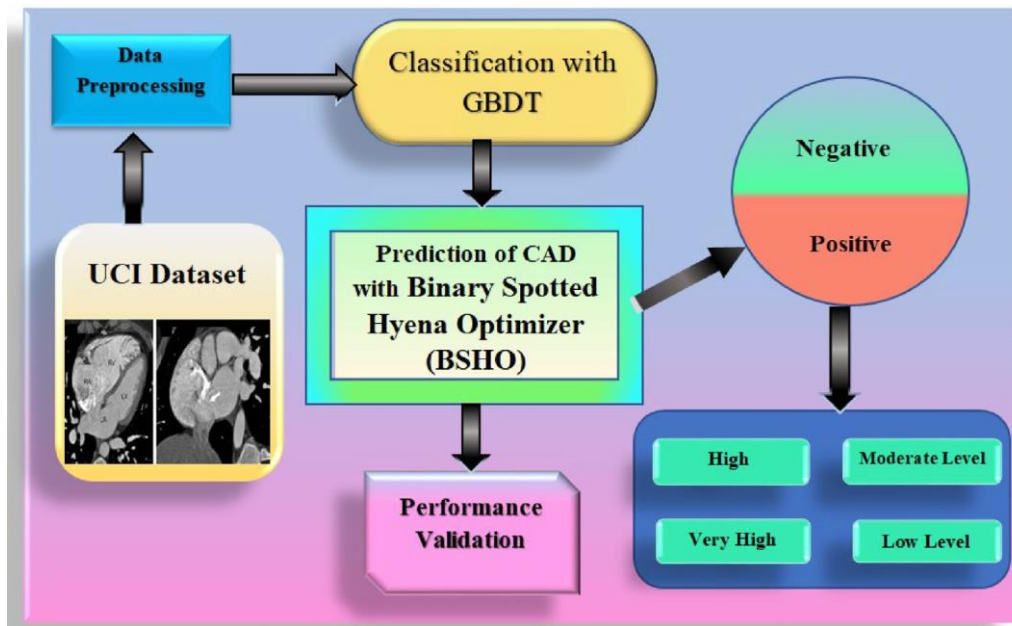 Data
Preprocessing
Classification with
GBDT
Negative
Positive
UCI Dataset
Prediction of CAD
with Binary Spotted
Hyena Optimizer
(BSHO)
Performance
Validation
High
Moderate Level
Very High
Low Level